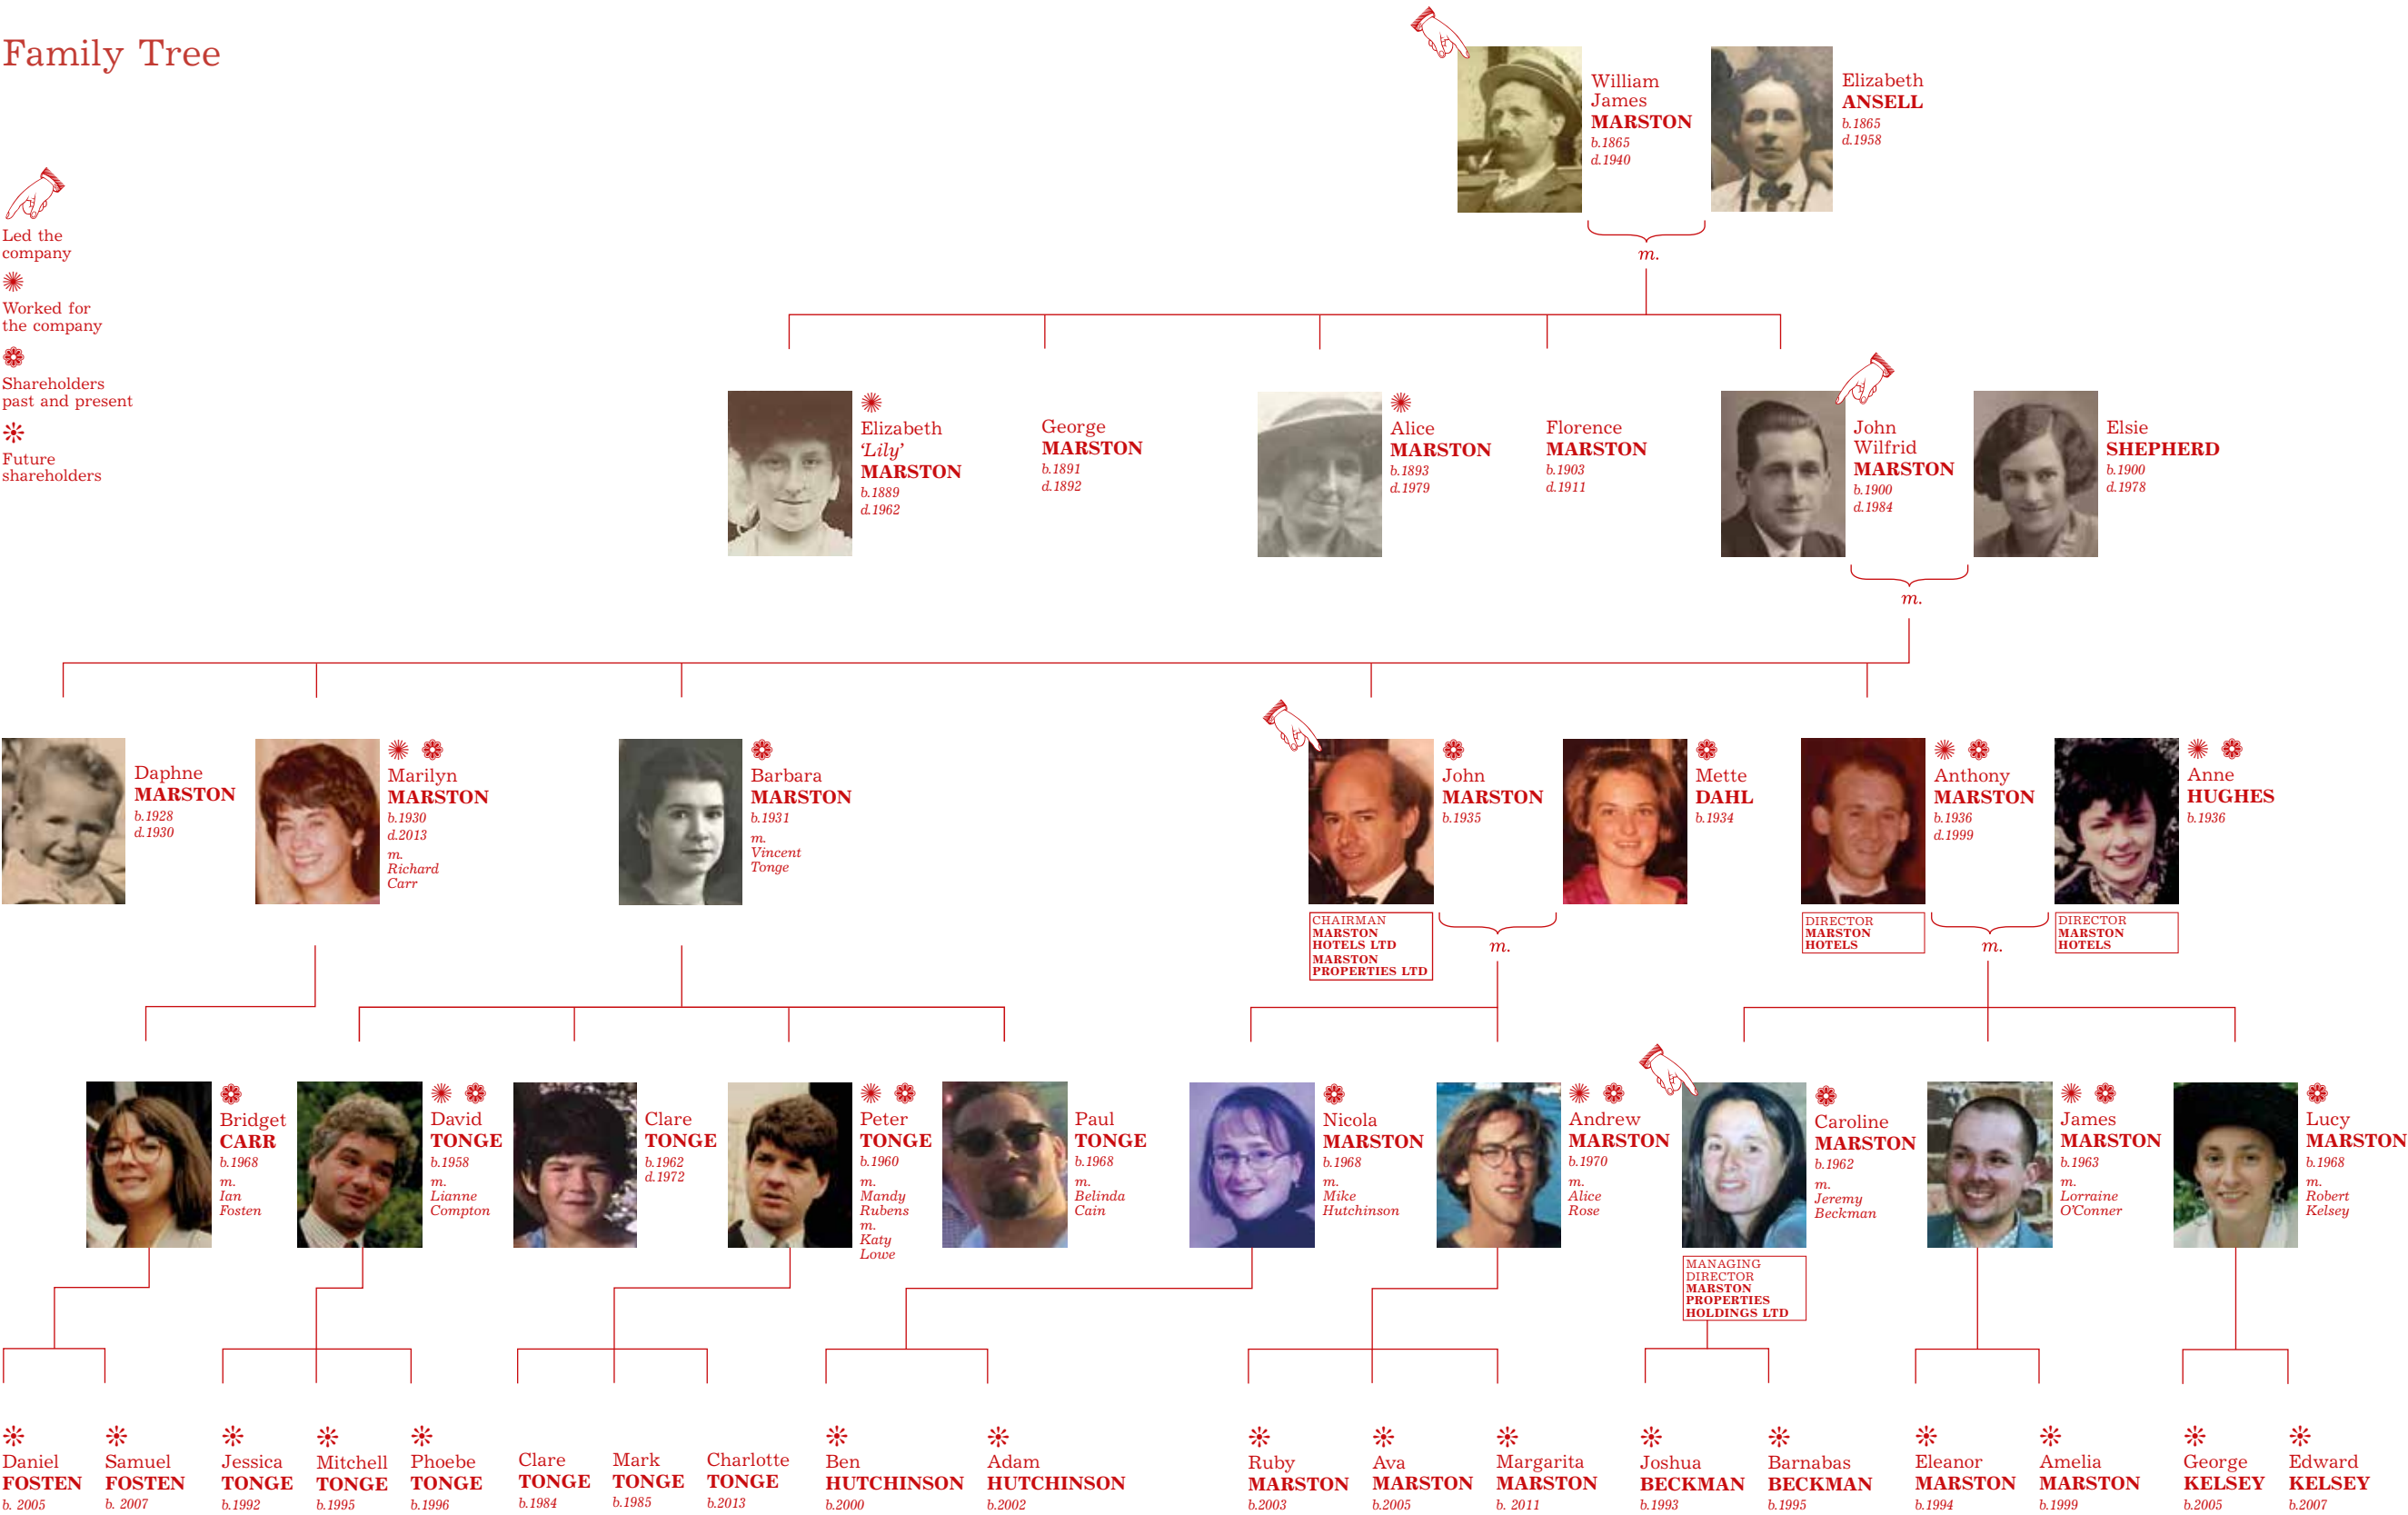 Family Tree
Led the
company
Worked for
the company
Shareholders
past and present
Future
shareholders
William
James
MARSTON
b.1865
d.1940
Elizabeth
ANSELL
b.1865
d.1958
m.
Elizabeth
‘Lily’
MARSTON
b.1889
d.1962
George
MARSTON
b.1891
d.1892
Alice
MARSTON
b.1893
d.1979
Florence
MARSTON
b.1903
d.1911
John
Wilfrid
MARSTON
b.1900
d.1984
Elsie
SHEPHERD
b.1900
d.1978
m.
Daphne
MARSTON
b.1928
d.1930
Marilyn
MARSTON
b.1930
d.2013
m.
Richard
Carr
Barbara
MARSTON
b.1931
m.
Vincent
Tonge
John
MARSTON
b.1935
CHAIRMAN
MARSTON
HOTELS LTD
MARSTON
PROPERTIES LTD
m.
Mette
DAHL
b.1934
Anthony
MARSTON
b.1936
d.1999
DIRECTOR
MARSTON
HOTELS
m.
Anne
HUGHES
b.1936
DIRECTOR
MARSTON
HOTELS
Bridget
CARR
b.1968
m.
Ian
Fosten
David
TONGE
b.1958
m.
Lianne
Compton
Clare
TONGE
b.1962
d.1972
Peter
TONGE
b.1960
m.
Mandy
Rubens
m.
Katy
Lowe
Paul
TONGE
b.1968
m.
Belinda
Cain
Nicola
MARSTON
b.1968
m.
Mike
Hutchinson
Andrew
MARSTON
b.1970
m.
Alice
Rose
Caroline
MARSTON
b.1962
m.
Jeremy
Beckman
MANAGING
DIRECTOR
MARSTON
PROPERTIES
HOLDINGS LTD
James
MARSTON
b.1963
m.
Lorraine
O’Conner
Lucy
MARSTON
b.1968
m.
Robert
Kelsey
Daniel
FOSTEN
b. 2005
Samuel
FOSTEN
b. 2007
Jessica
TONGE
b.1992
Mitchell
TONGE
b.1995
Phoebe
TONGE
b.1996
Clare
TONGE
b.1984
Mark
TONGE
b.1985
Charlotte
TONGE
b.2013
Ben
HUTCHINSON
b.2000
Adam
HUTCHINSON
b.2002
Ruby
MARSTON
b.2003
Ava
MARSTON
b.2005
Margarita
MARSTON
b. 2011
Joshua
BECKMAN
b.1993
Barnabas
BECKMAN
b.1995
Eleanor
MARSTON
b.1994
Amelia
MARSTON
b.1999
George
KELSEY
b.2005
Edward
KELSEY
b.2007